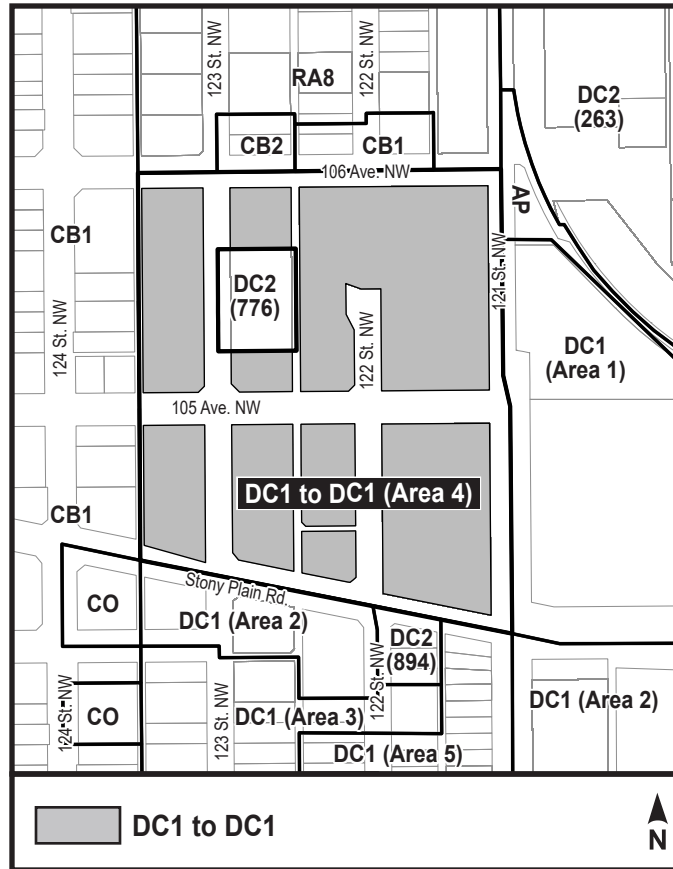 123 St. NW
122 St. NW
RA8
DC2
(263)
CB2
CB1
106 Ave. NW
AP
CB1
DC2
(776)
121 St. NW
124 St. NW
122 St. NW
DC1
(Area 1)
105 Ave. NW
DC1 to DC1 (Area 4)
CB1
Stony Plain Rd.
CO
DC1 (Area 2)
DC2
(894)
122 St. NW
DC1 (Area 2)
124 St. NW
CO
123 St. NW
DC1 (Area 3)
DC1 (Area 5)
DC1 to DC1
N